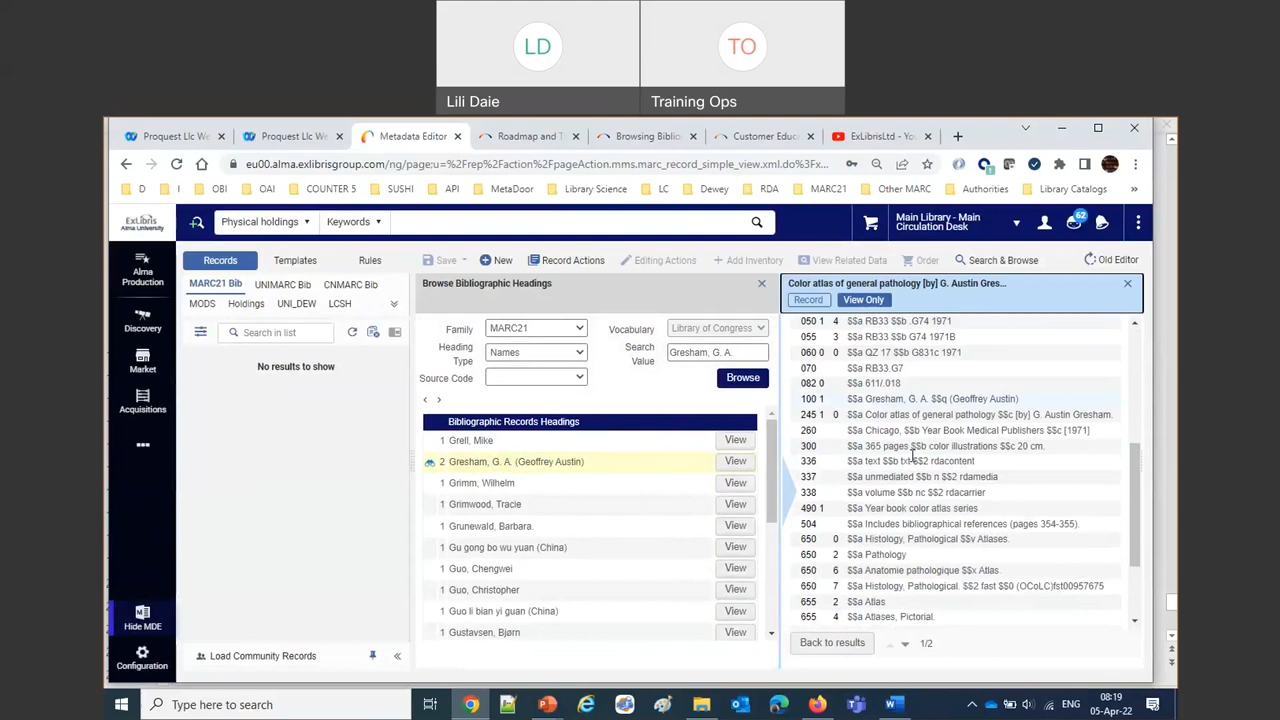 LD
TO
Lili Daie
Training Ops
Proquest Llc We
Proquest Llc We
Metadata Editor
Roadmap and T
Browsing Biblio
Customer Educ
ExLibrisLtd - Yo
eu00.alma.exlibrisgroup.com/ng/page;u=%2Frep%2Faction%2FpageAction.mms.marc_record_simple_view.xml.do%3Fx...
D
I
OBI
OAI
COUNTER 5
SUSHI
API
MetaDoor
Library Science
LC
Dewey
RDA
MARC21
Other MARC
Authorities
Library Catalogs
»
ExLibris
Alma University
Physical holdings
Keywords
Main Library - Main
Circulation Desk
62
Alma
Production
Discovery
Market
Acquisitions
Hide MDE
Configuration
Records
Templates
Rules
Save
New
Record Actions
Editing Actions
+ Add Inventory
View Related Data
Order
Search & Browse
Old Editor
MARC21 Bib
UNIMARC Bib
CNMARC Bib
MODS
Holdings
UNI_DEW
LCSH
Search in list
No results to show
Load Community Records
Browse Bibliographic Headings
Family
MARC21
Vocabulary
Library of Congress
Heading
Type
Names
Search
Value
Gresham, G. A.
Source Code
Browse
Bibliographic Records Headings
1 Grell, Mike View
2 Gresham, G. A. (Geoffrey Austin) View
1 Grimm, Wilhelm View
1 Grimwood, Tracie View
1 Grunewald, Barbara. View
1 Gu gong bo wu yuan (China) View
1 Guo, Chengwei View
1 Guo, Christopher View
1 Guo li bian yi guan (China) View
1 Gustavsen, Bjørn View
Color atlas of general pathology [by] G. Austin Gres...
Record
View Only
050 1 4 $$a RB33 $$b .G74 1971
055 3 $$a RB33 $$b G74 1971B
060 0 0 $$a QZ 17 $$b G831c 1971
070 $$a RB33.G7
082 0 $$a 611/.018
100 1 $$a Gresham, G. A. $$q (Geoffrey Austin)
245 1 0 $$a Color atlas of general pathology $$c [by] G. Austin Gresham.
260 $$a Chicago, $$b Year Book Medical Publishers $$c [1971]
300 $$a 365 pages $$b color illustrations $$c 20 cm.
336 $$a text $$b txt $$2 rdacontent
337 $$a unmediated $$b n $$2 rdamedia
338 $$a volume $$b nc $$2 rdacarrier
490 1 $$a Year book color atlas series
504 $$a Includes bibliographical references (pages 354-355).
650 0 $$a Histology, Pathological $$v Atlases.
650 2 $$a Pathology
650 6 $$a Anatomie pathologique $$x Atlas.
650 7 $$a Histology, Pathological. $$2 fast $$0 (OCoLC)fst00957675
655 2 $$a Atlas
655 4 $$a Atlases, Pictorial.
Back to results
1/2
Type here to search
ENG
08:19
05-Apr-22